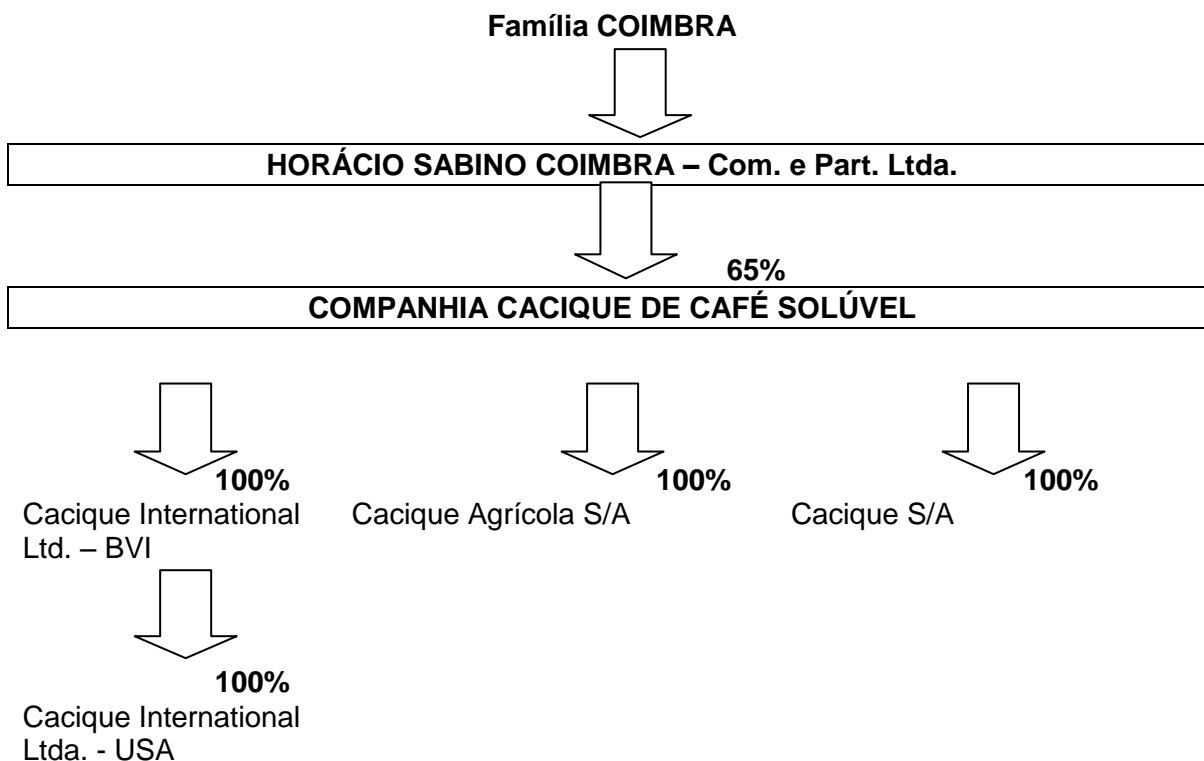 Família COIMBRA
HORÁCIO SABINO COIMBRA – Com. e Part. Ltda.
65%
COMPANHIA CACIQUE DE CAFÉ SOLÚVEL
100% 100% 100%
Cacique International Cacique Agrícola S/A Cacique S/A
Ltd. – BVI
100%
Cacique International
Ltda. - USA